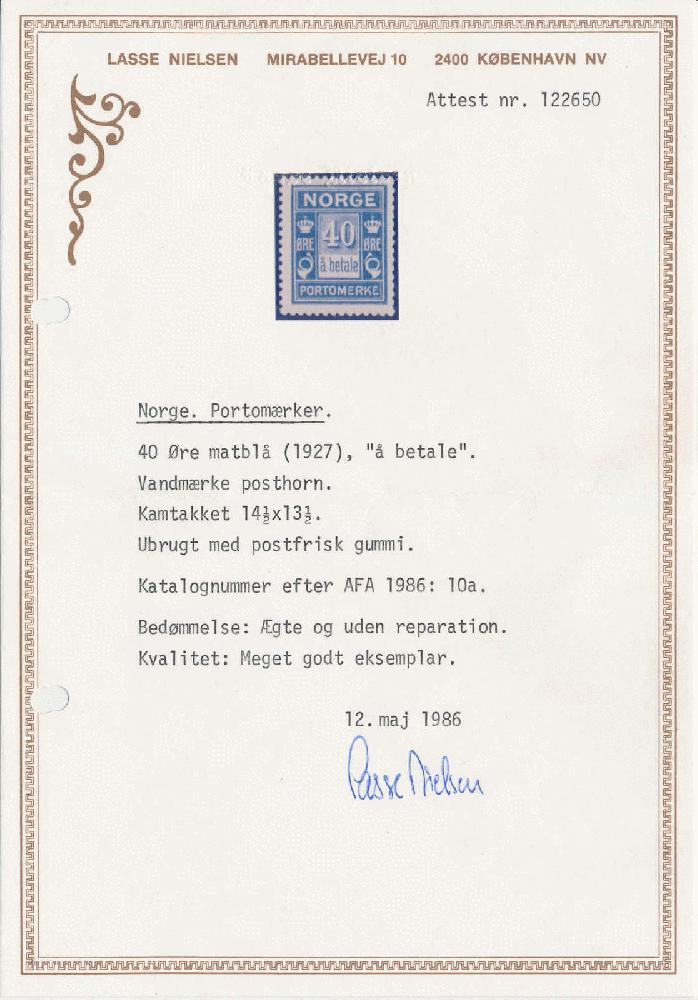 LASSE NIELSEN MIRABELLEVEJ 10 2400 KØBENHAVN NV
Attest nr. 122650
NORGE
40
ØRE ØRE
å betale
PORTOMERKE
Norge. Portomærker.
40 Øre matblå (1927), "å betale".
Vandmærke posthorn.
Kamtakket 14½x13½.
Ubrugt med postfrisk gummi.
Katalognummer efter AFA 1986: 10a.
Bedømmelse: Ægte og uden reparation.
Kvalitet: Meget godt eksemplar.
12. maj 1986
Lasse Nielsen